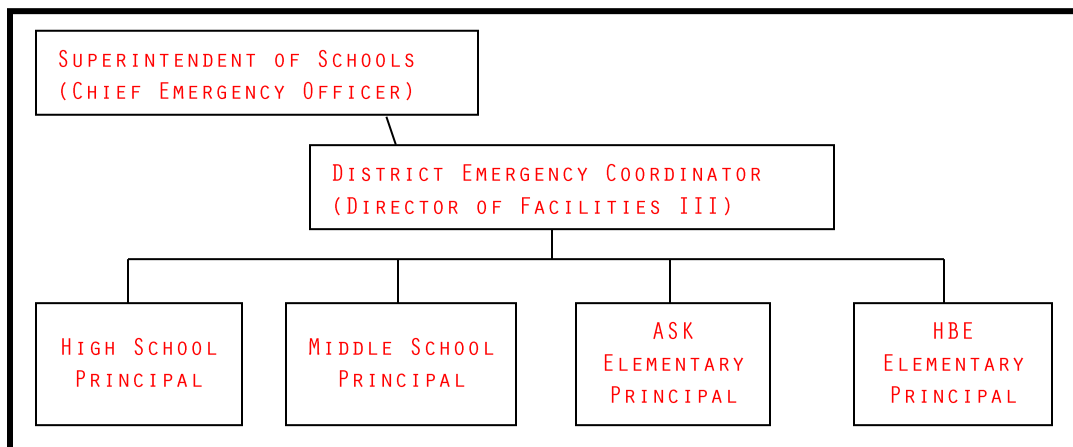 Superintendent of Schools
(Chief Emergency Officer)
District Emergency Coordinator
(Director of Facilities III)
High School
Principal
Middle School
Principal
ASK
Elementary
Principal
HBE
Elementary
Principal